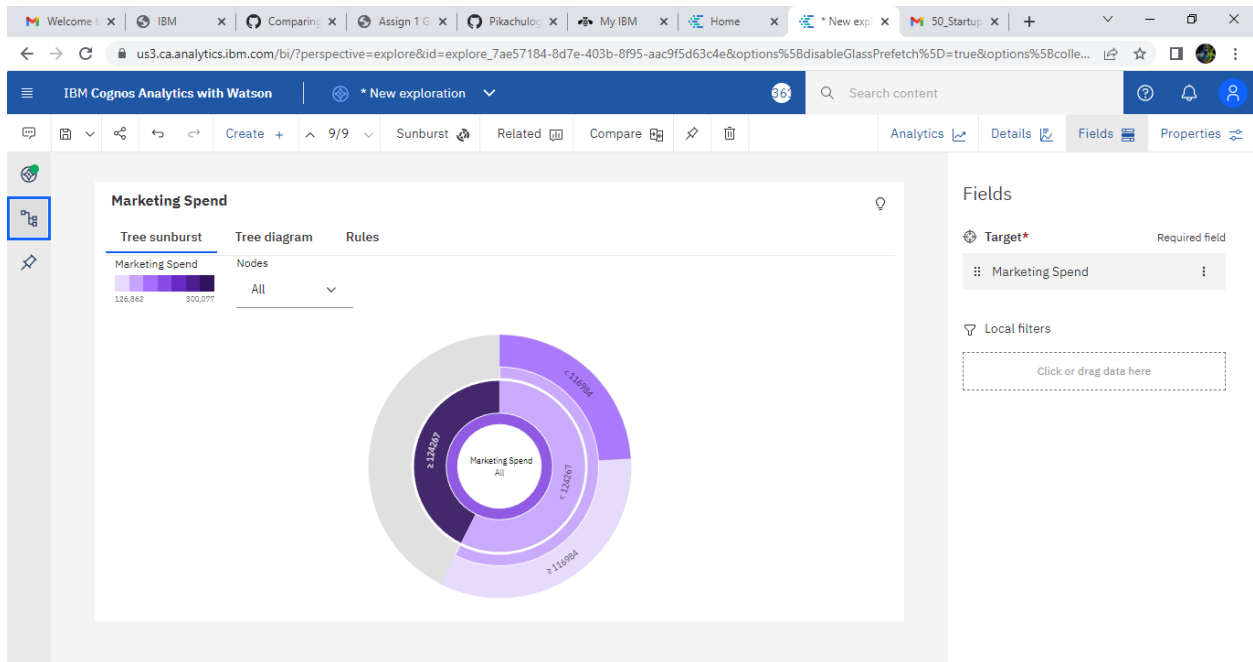 Welcome t
IBM
Comparing
Assign 1 G
Pikachulog
My IBM
Home
* New expl
50_Startup
us3.ca.analytics.ibm.com/bi/?perspective=explore&id=explore_7ae57184-8d7e-403b-8f95-aac9f5d63c4e&options%5BdisableGlassPrefetch%5D=true&options%5Bcolle...
IBM Cognos Analytics with Watson
* New exploration
363
Search content
Create +
9/9
Sunburst
Related
Compare
Analytics
Details
Fields
Properties
Marketing Spend
Tree sunburst
Tree diagram
Rules
Marketing Spend
126,862
300,077
Nodes
All
< 116984
≥ 124267
Marketing Spend
All
< 124267
≥ 116984
Fields
Target*
Required field
Marketing Spend
Local filters
Click or drag data here